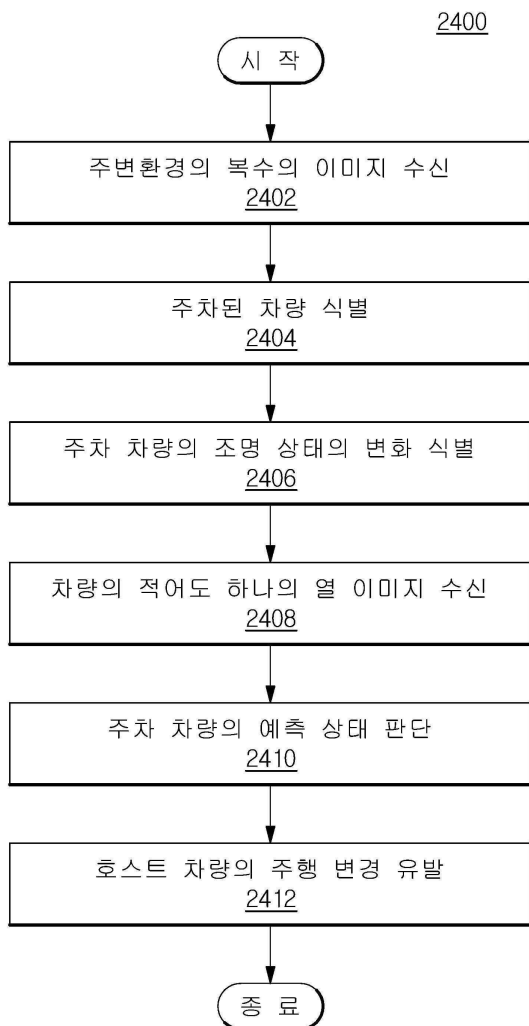 2400
시 작
주변환경의 복수의 이미지 수신
2402
주차된 차량 식별
2404
주차 차량의 조명 상태의 변화 식별
2406
차량의 적어도 하나의 열 이미지 수신
2408
주차 차량의 예측 상태 판단
2410
호스트 차량의 주행 변경 유발
2412
종 료